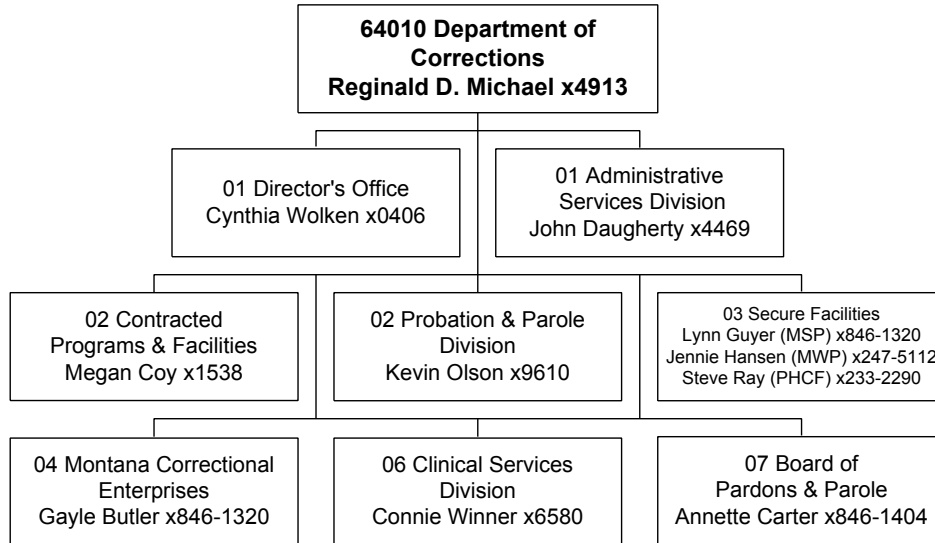 64010 Department of
Corrections
Reginald D. Michael x4913
01 Director's Office
Cynthia Wolken x0406
01 Administrative
Services Division
John Daugherty x4469
02 Contracted
Programs & Facilities
Megan Coy x1538
02 Probation & Parole
Division
Kevin Olson x9610
03 Secure Facilities
Lynn Guyer (MSP) x846-1320
Jennie Hansen (MWP) x247-5112
Steve Ray (PHCF) x233-2290
04 Montana Correctional
Enterprises
Gayle Butler x846-1320
06 Clinical Services
Division
Connie Winner x6580
07 Board of
Pardons & Parole
Annette Carter x846-1404